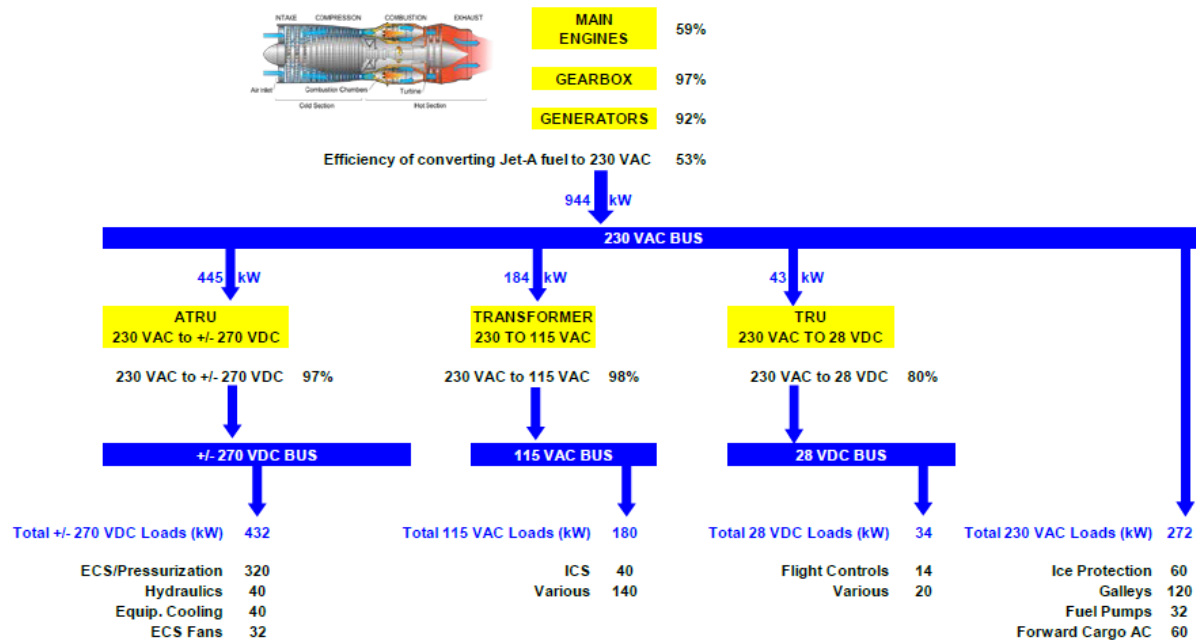 INTAKE COMPRESSION COMBUSTION EXHAUST
Air Inlet Combustion Chambers Turbine
Cold Section Hot Section
MAIN
ENGINES 59%
GEARBOX 97%
GENERATORS 92%
Efficiency of converting Jet-A fuel to 230 VAC 53%
944 kW
230 VAC BUS
445 kW 184 kW 43 kW
ATRU
230 VAC to +/- 270 VDC
TRANSFORMER
230 TO 115 VAC
TRU
230 VAC TO 28 VDC
230 VAC to +/- 270 VDC 97%
230 VAC to 115 VAC 98%
230 VAC to 28 VDC 80%
+/- 270 VDC BUS
115 VAC BUS
28 VDC BUS
Total +/- 270 VDC Loads (kW) 432
ECS/Pressurization 320
Hydraulics 40
Equip. Cooling 40
ECS Fans 32
Total 115 VAC Loads (kW) 180
ICS 40
Various 140
Total 28 VDC Loads (kW) 34
Flight Controls 14
Various 20
Total 230 VAC Loads (kW) 272
Ice Protection 60
Galleys 120
Fuel Pumps 32
Forward Cargo AC 60